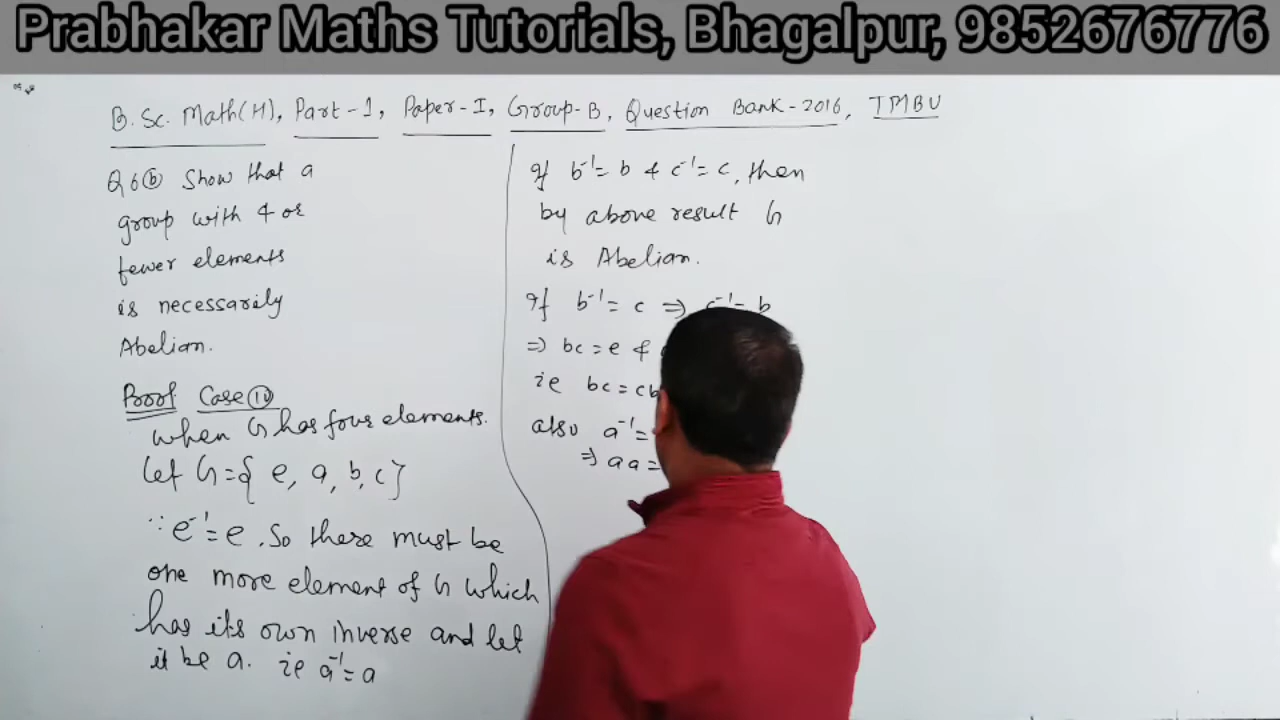 Prabhakar Maths Tutorials, Bhagalpur, 9852676776
B.Sc. Math(H), Part-1, Paper-I, Group-B, Question Bank-2016, TMBU
Q6(b) Show that a
group with 4 or
fewer elements
is necessarily
Abelian.
Proof Case (iv)
when G has four elements.
Let G={ e, a, b, c}
∵ e⁻¹=e. So there must be
one more element of G which
has its own inverse and let
it be a. ie a⁻¹=a
If b⁻¹=b & c⁻¹=c, then
by above result G
is Abelian.
If b⁻¹=c ⇒ c⁻¹=b
⇒ bc=e &
ie bc=cb
also a⁻¹=
⇒ aa=